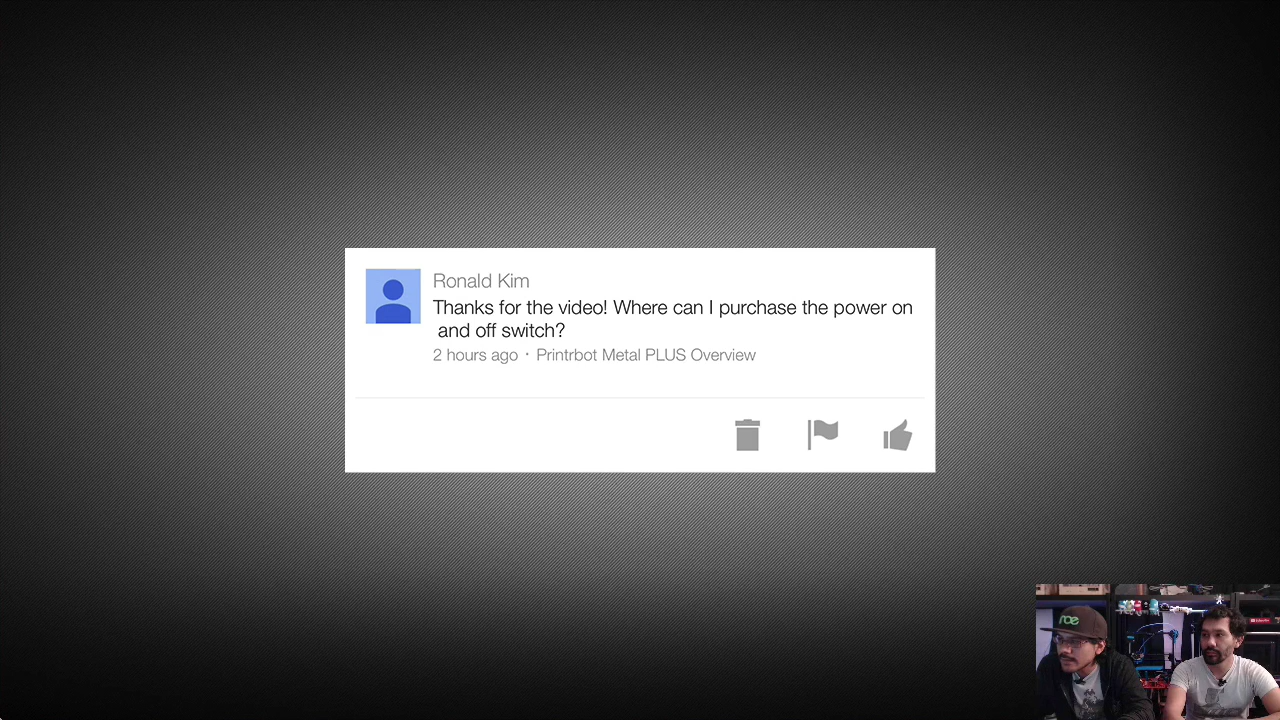 Ronald Kim
Thanks for the video! Where can I purchase the power on
and off switch?
2 hours ago · Printrbot Metal PLUS Overview
roe